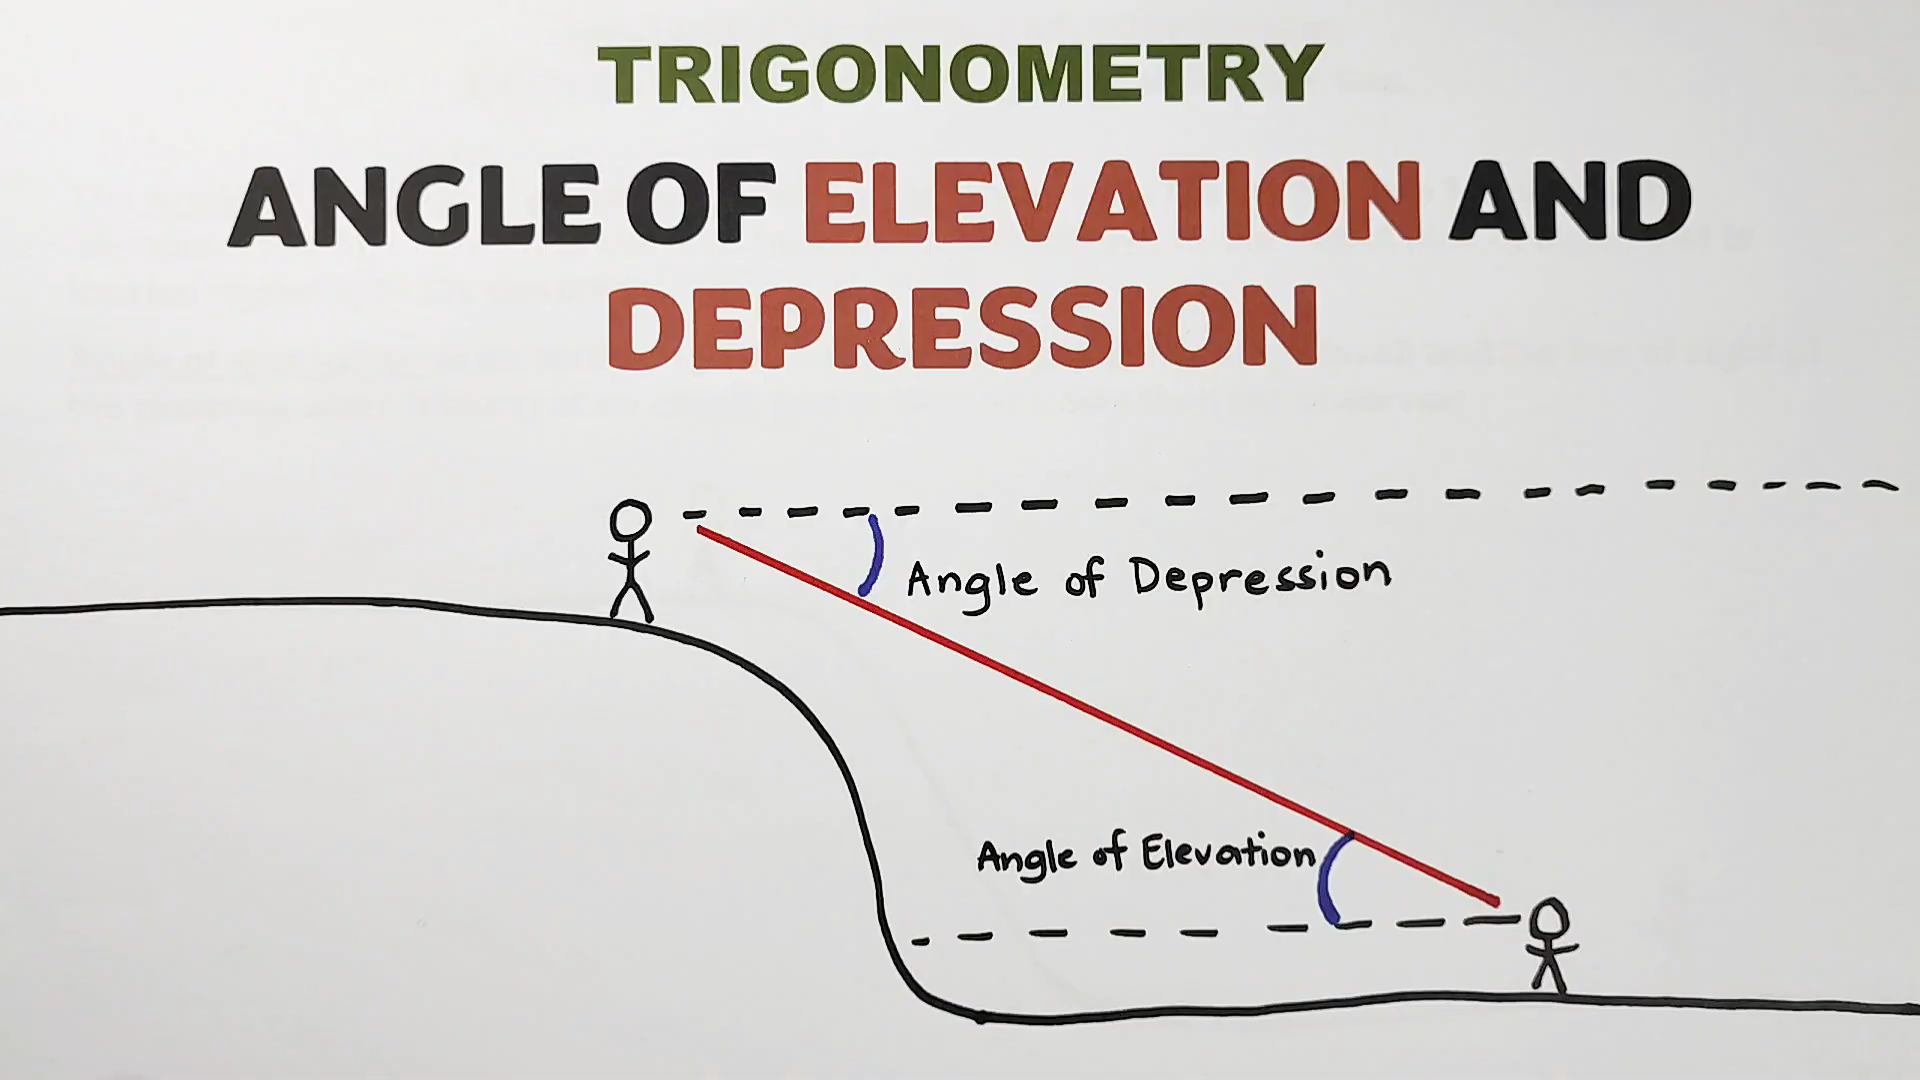 TRIGONOMETRY
ANGLE OF ELEVATION AND
DEPRESSION
Angle of Depression
Angle of Elevation